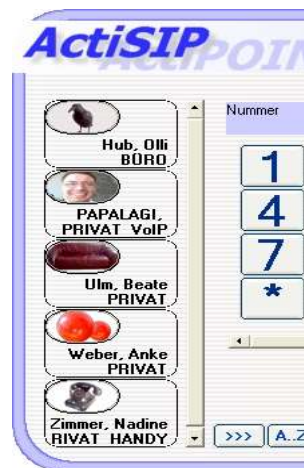 ActiSIP
ActiPOIN
Hub, Olli
BÜRO
PAPALAGI,
PRIVAT VoIP
Ulm, Beate
PRIVAT
Weber, Anke
PRIVAT
Zimmer, Nadine
RIVAT HANDY
Nummer
1
4
7
*
>>>
A..Z